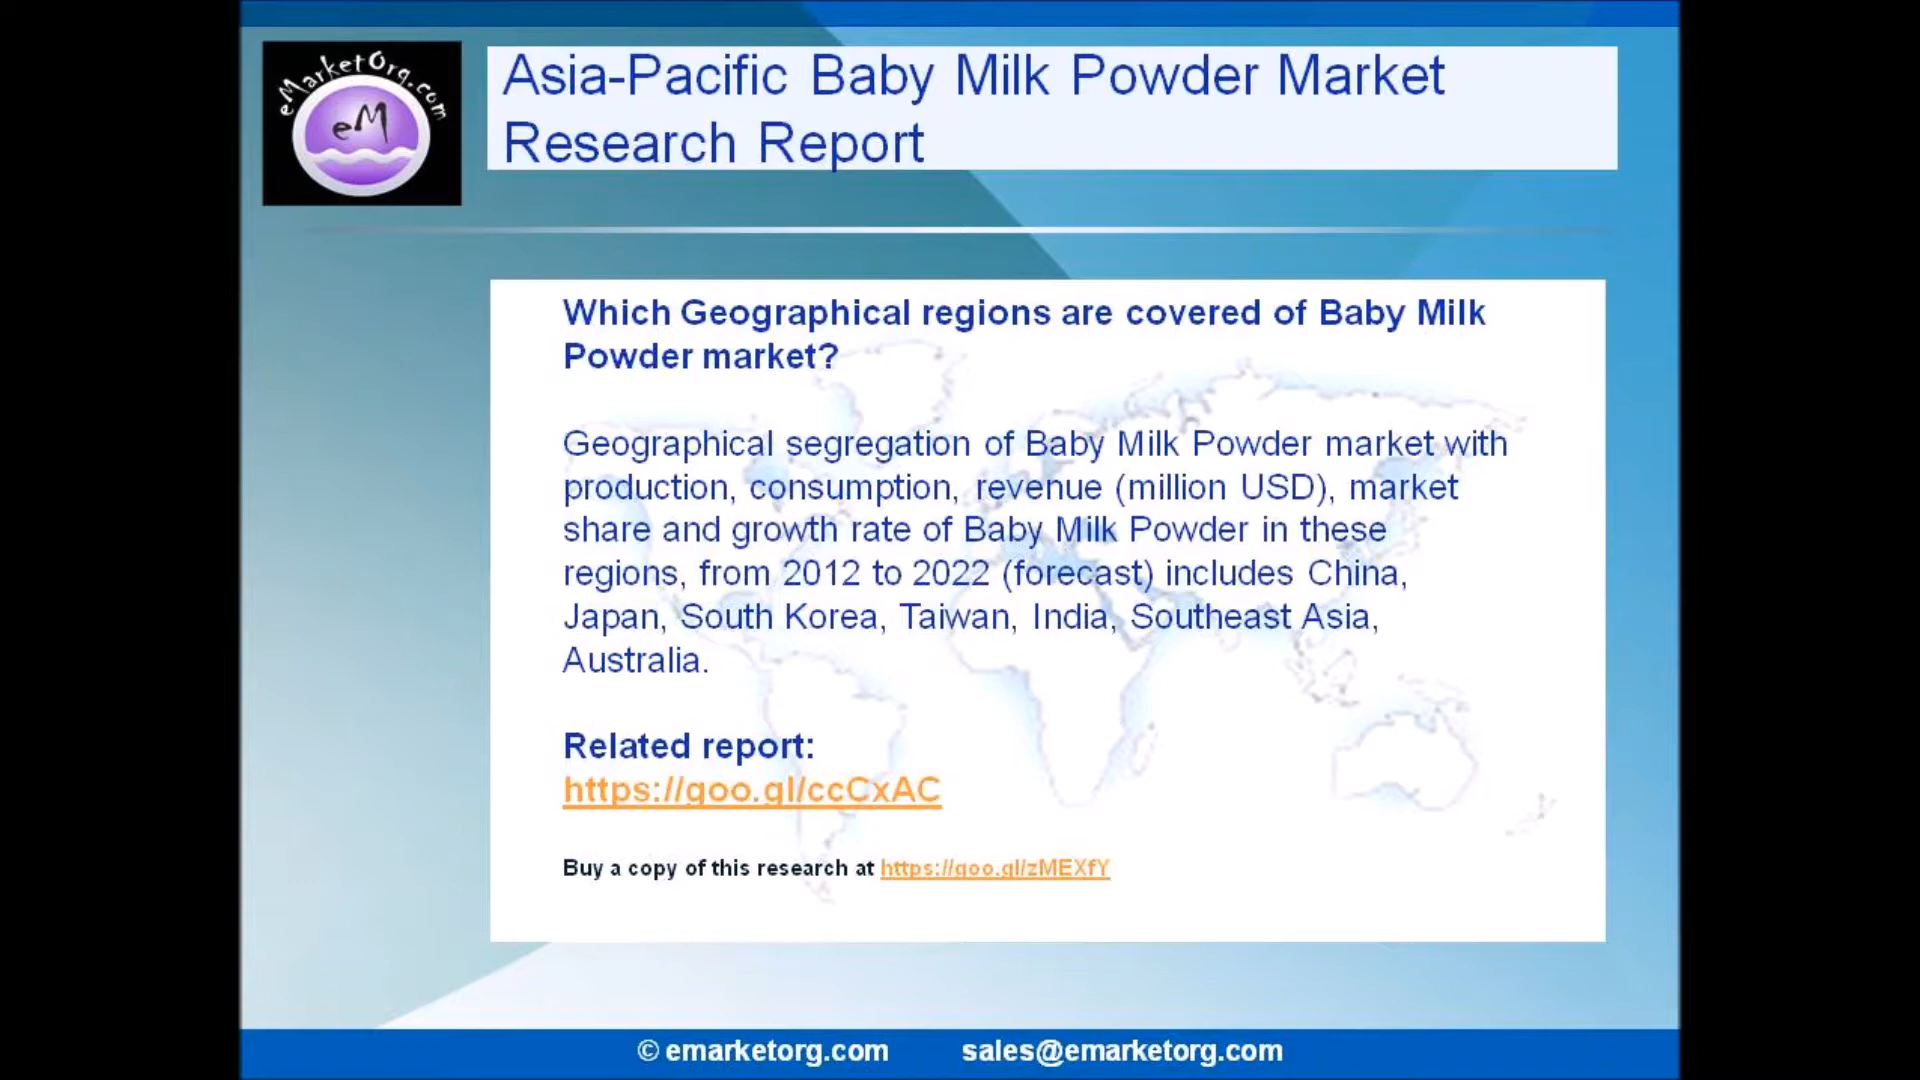 eMarketOrg.com
eM
Asia-Pacific Baby Milk Powder Market
Research Report
Which Geographical regions are covered of Baby Milk
Powder market?
Geographical segregation of Baby Milk Powder market with
production, consumption, revenue (million USD), market
share and growth rate of Baby Milk Powder in these
regions, from 2012 to 2022 (forecast) includes China,
Japan, South Korea, Taiwan, India, Southeast Asia,
Australia.
Related report:
https://goo.gl/ccCxAC
Buy a copy of this research at https://goo.gl/zMEXfY
© emarketorg.com sales@emarketorg.com